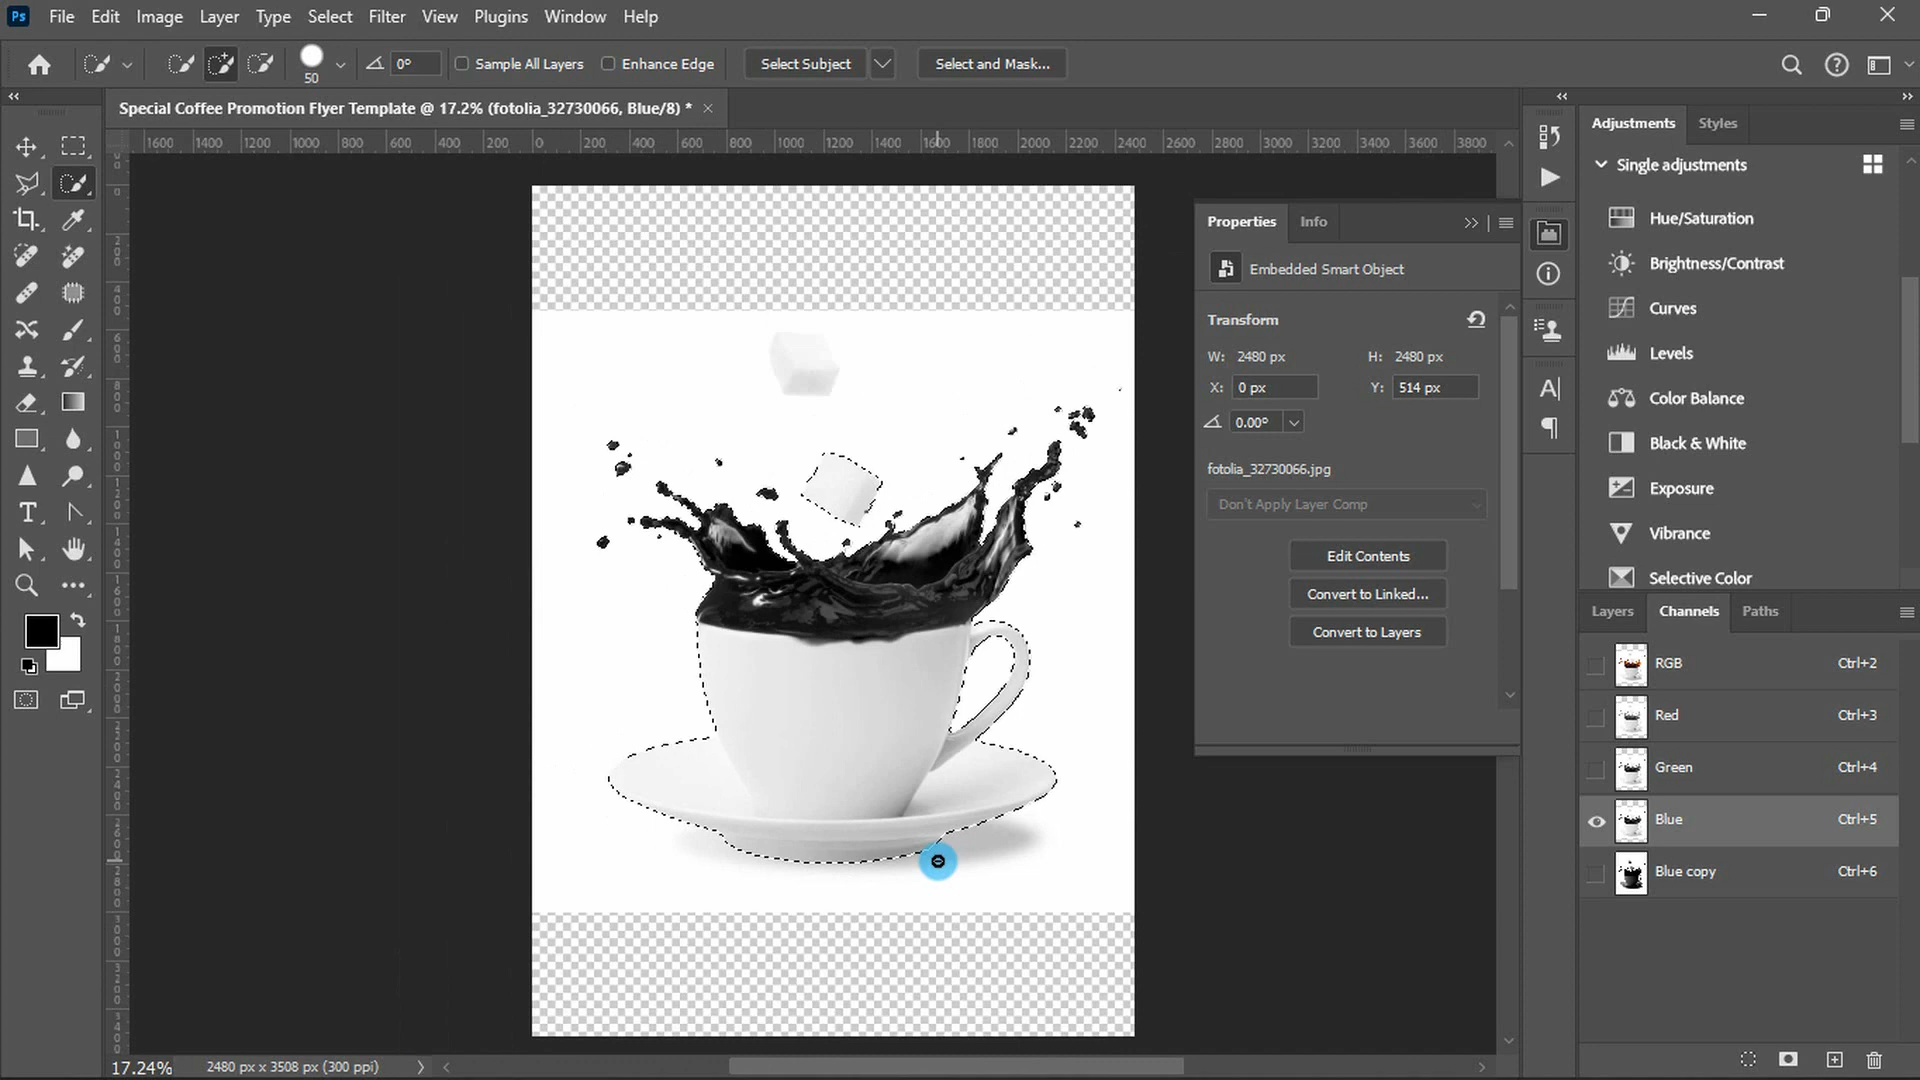 Ps File Edit Image Layer Type Select Filter View Plugins Window Help
50 0° Sample All Layers Enhance Edge Select Subject Select and Mask...
Special Coffee Promotion Flyer Template @ 17.2% (fotolia_32730066, Blue/8) *
1600 1400 1200 1000 800 600 400 200 0 200 400 600 800 1000 1200 1400 1600 1800 2000 2200 2400 2600 2800 3000 3200 3400 3600 3800
Adjustments Styles
Single adjustments
Hue/Saturation
Brightness/Contrast
Curves
Levels
Color Balance
Black & White
Exposure
Vibrance
Selective Color
Properties Info
Embedded Smart Object
Transform
W: 2480 px H: 2480 px
X: 0 px Y: 514 px
0.00°
fotolia_32730066.jpg
Don't Apply Layer Comp
Edit Contents
Convert to Linked...
Convert to Layers
Layers Channels Paths
RGB Ctrl+2
Red Ctrl+3
Green Ctrl+4
Blue Ctrl+5
Blue copy Ctrl+6
17.24% 2480 px x 3508 px (300 ppi)